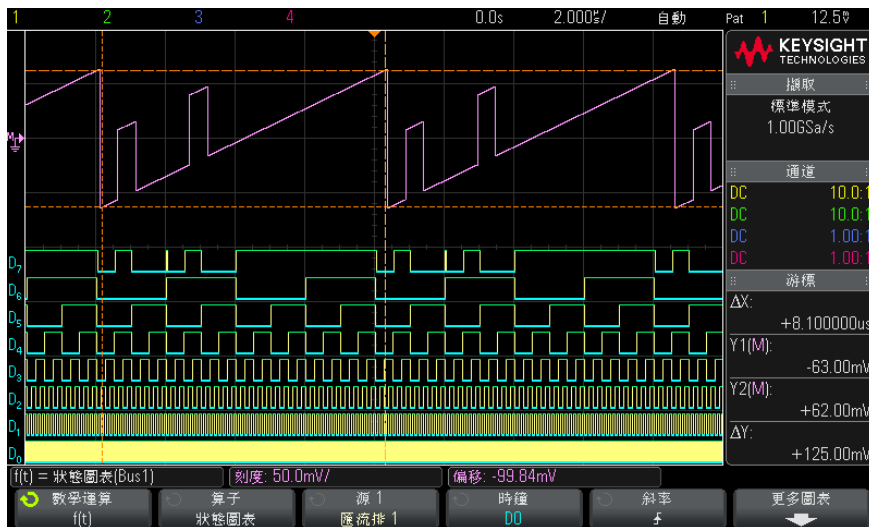 1 2 3 4 0.0s 2.000㎲/ 自動 Pat 1 12.5V
KEYSIGHT
TECHNOLOGIES
擷取
標準模式
1.00GSa/s
通道
DC 10.0:1
DC 10.0:1
DC 1.00:1
DC 1.00:1
游標
ΔX:
+8.100000us
Y1(M):
-63.00mV
Y2(M):
+62.00mV
ΔY:
+125.00mV
M
D7
D6
D5
D4
D3
D2
D1
D0
f(t) = 狀態圖表(Bus1) 刻度: 50.0mV/ 偏移: -99.84mV
數學運算 算子 源 1 時鐘 斜率 更多圖表
f(t) 狀態圖表 匯流排 1 D0